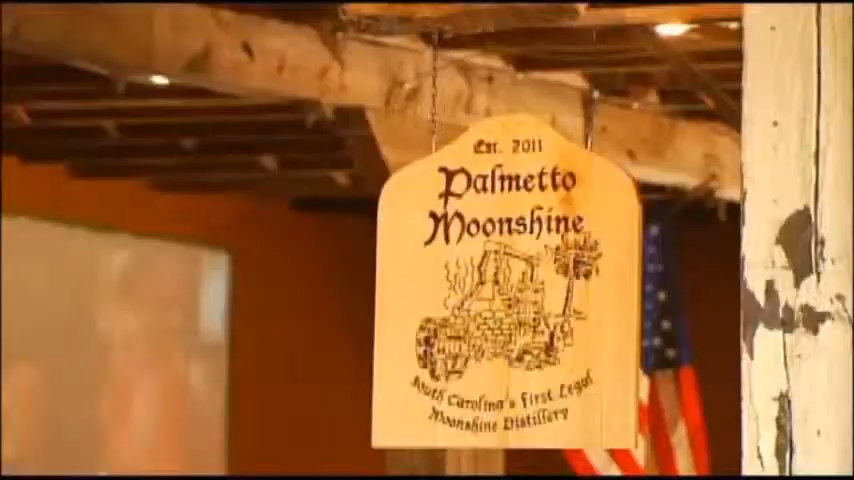 Est. 2011
Palmetto
Moonshine
South Carolina's First Legal
Moonshine Distillery